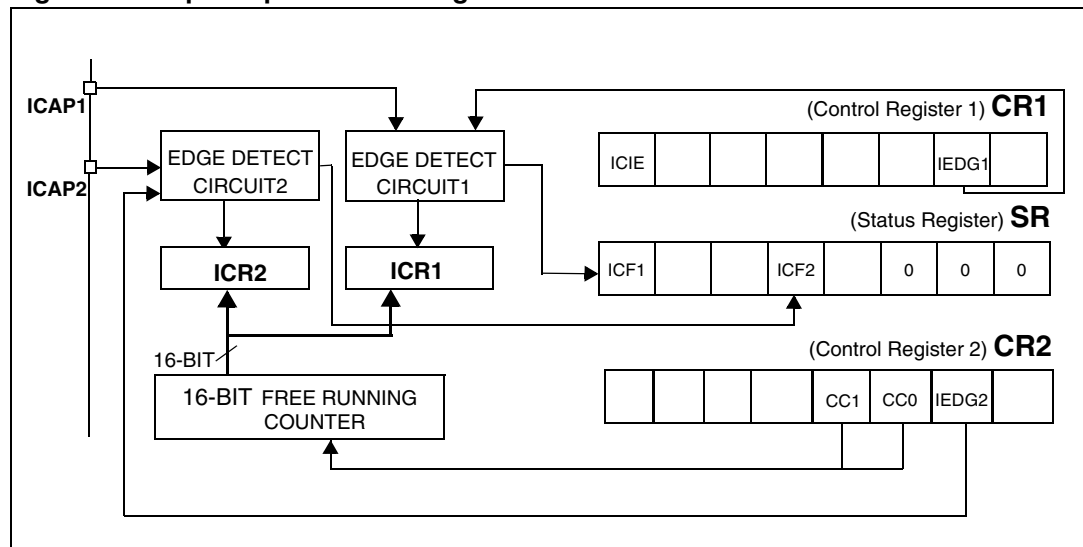 ICAP1
ICAP2
EDGE DETECT
CIRCUIT2
EDGE DETECT
CIRCUIT1
ICR2
ICR1
16-BIT
16-BIT FREE RUNNING
COUNTER
(Control Register 1) CR1
ICIE IEDG1
(Status Register) SR
ICF1 ICF2 0 0 0
(Control Register 2) CR2
CC1 CC0 IEDG2